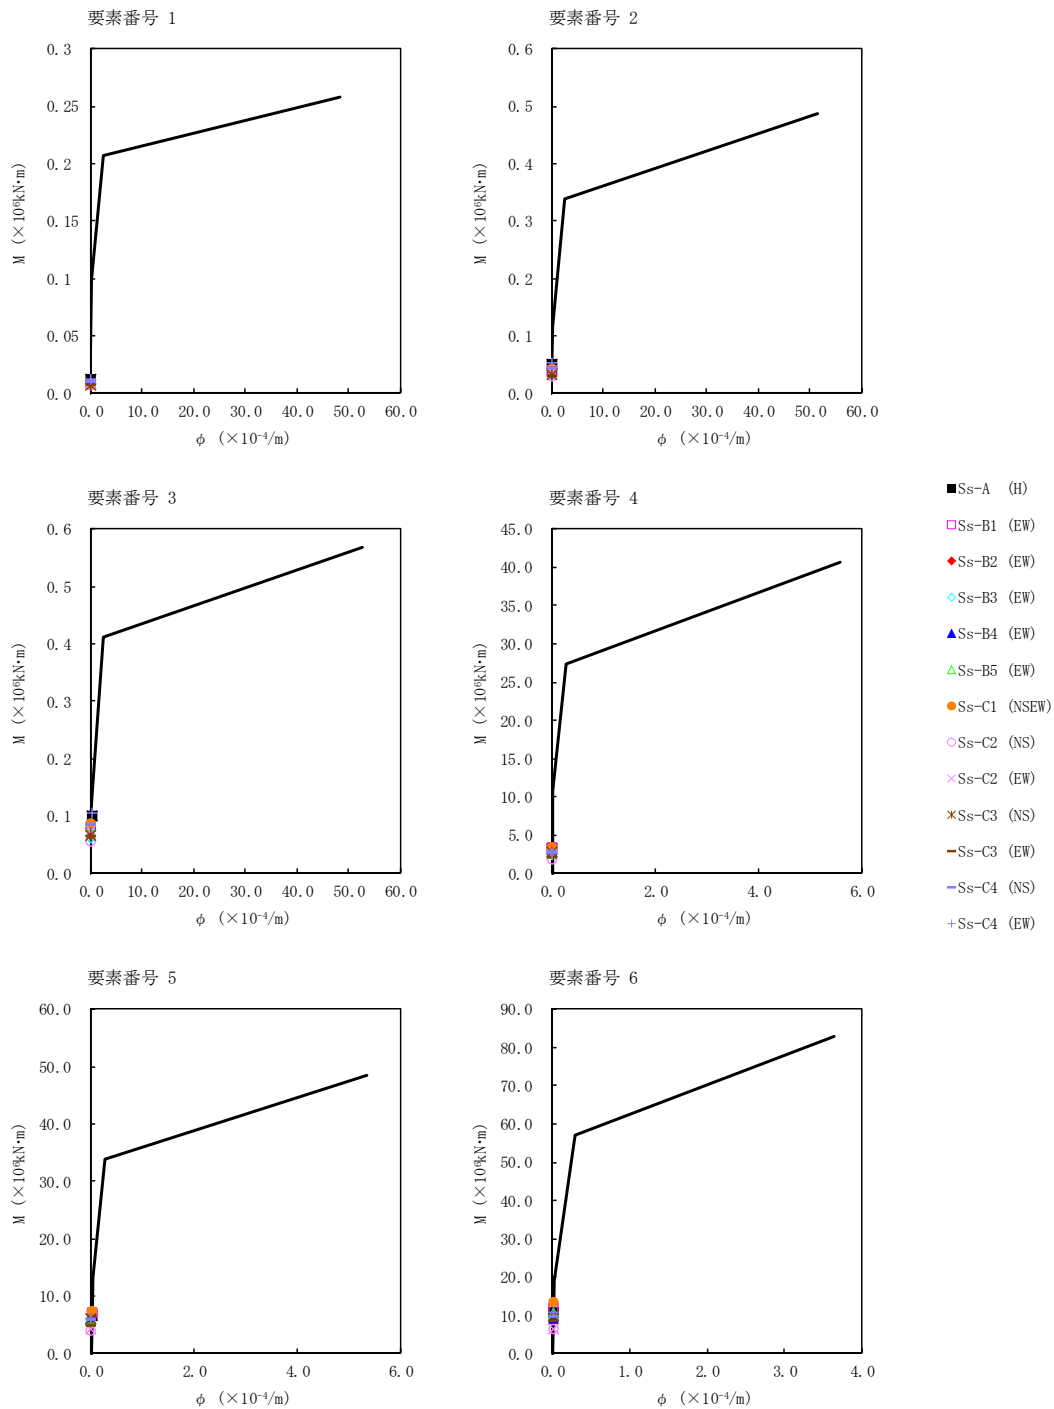 要素番号 1
0.3
0.25
0.2
0.15
0.1
0.05
0.0
M (×10⁶kN・m)
0.0 10.0 20.0 30.0 40.0 50.0 60.0
φ (×10⁻⁴/m)
要素番号 2
0.6
0.5
0.4
0.3
0.2
0.1
0.0
M (×10⁶kN・m)
0.0 10.0 20.0 30.0 40.0 50.0 60.0
φ (×10⁻⁴/m)
要素番号 3
0.6
0.5
0.4
0.3
0.2
0.1
0.0
M (×10⁶kN・m)
0.0 10.0 20.0 30.0 40.0 50.0 60.0
φ (×10⁻⁴/m)
要素番号 4
45.0
40.0
35.0
30.0
25.0
20.0
15.0
10.0
5.0
0.0
M (×10⁶kN・m)
0.0 2.0 4.0 6.0
φ (×10⁻⁴/m)
Ss-A (H)
Ss-B1 (EW)
Ss-B2 (EW)
Ss-B3 (EW)
Ss-B4 (EW)
Ss-B5 (EW)
Ss-C1 (NSEW)
Ss-C2 (NS)
Ss-C2 (EW)
Ss-C3 (NS)
Ss-C3 (EW)
Ss-C4 (NS)
Ss-C4 (EW)
要素番号 5
60.0
50.0
40.0
30.0
20.0
10.0
0.0
M (×10⁶kN・m)
0.0 2.0 4.0 6.0
φ (×10⁻⁴/m)
要素番号 6
90.0
80.0
70.0
60.0
50.0
40.0
30.0
20.0
10.0
0.0
M (×10⁶kN・m)
0.0 1.0 2.0 3.0 4.0
φ (×10⁻⁴/m)